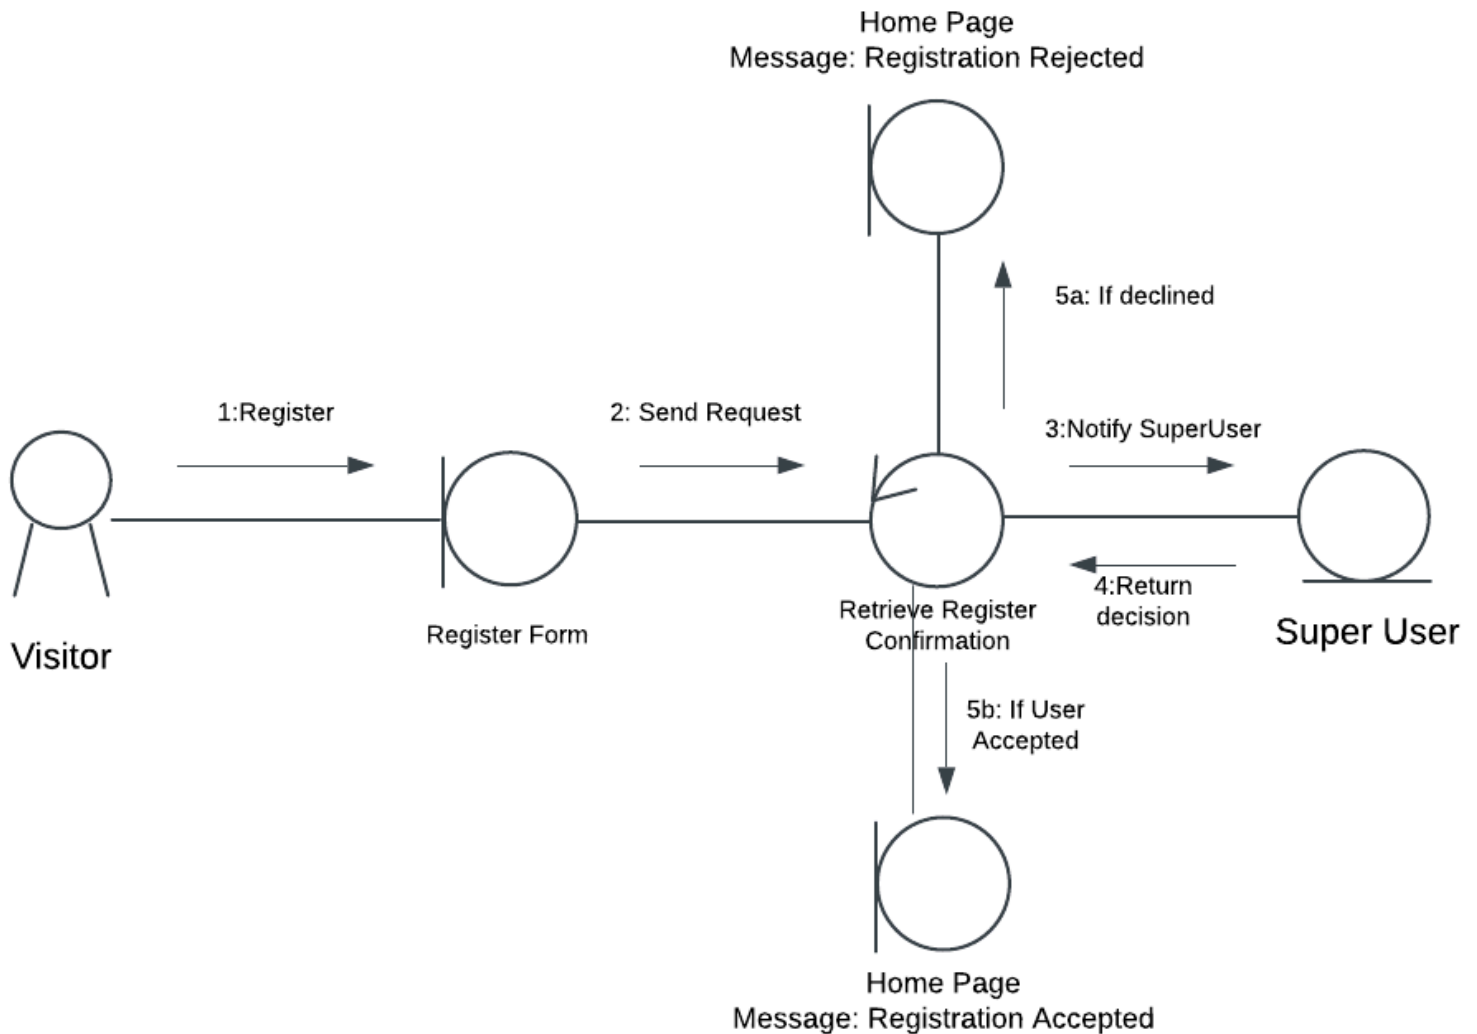 Home Page
Message: Registration Rejected
5a: If declined
1:Register
2: Send Request
3:Notify SuperUser
4:Return
decision
Retrieve Register
Confirmation
Register Form
Super User
Visitor
5b: If User
Accepted
Home Page
Message: Registration Accepted